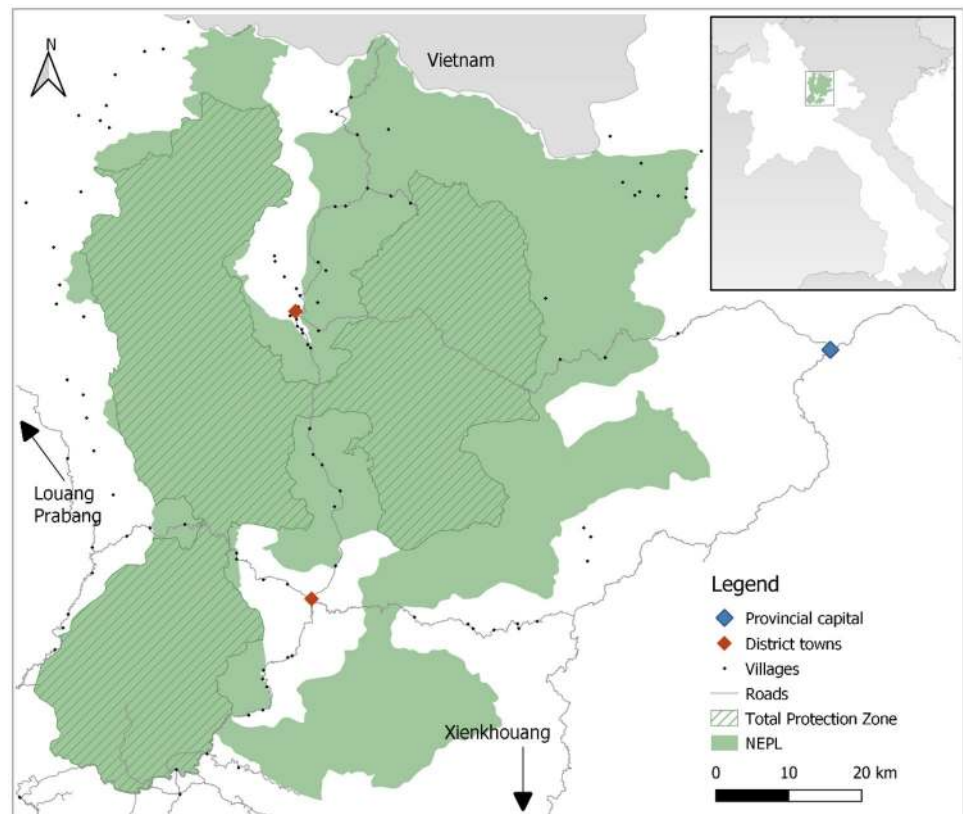 N
Vietnam
Louang
Prabang
Xienkhouang
Legend
Provincial capital
District towns
Villages
Roads
Total Protection Zone
NEPL
0 10 20 km